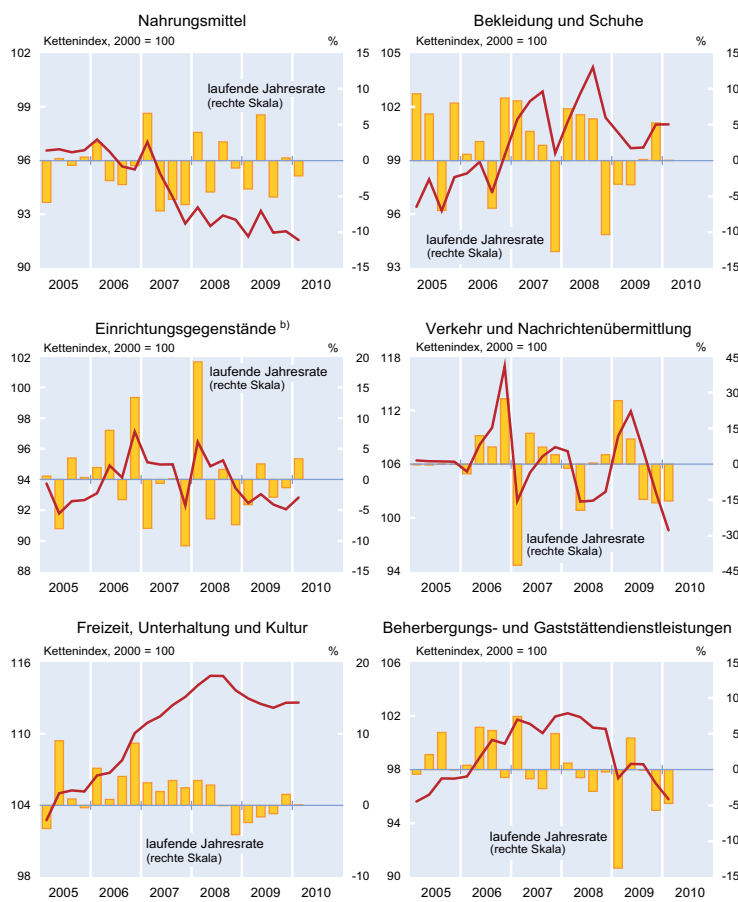 Nahrungsmittel
Kettenindex, 2000 = 100 %
102 15
10
99 5
96 0
-5
93 -10
90 -15
laufende Jahresrate
(rechte Skala)
2005 2006 2007 2008 2009 2010
Bekleidung und Schuhe
Kettenindex, 2000 = 100 %
105 15
10
102 5
99 0
-5
96 -10
93 -15
laufende Jahresrate
(rechte Skala)
2005 2006 2007 2008 2009 2010
Einrichtungsgegenstände b)
Kettenindex, 2000 = 100 %
102 20
98 15
10
96 5
94 0
92 -5
90 -10
88 -15
laufende Jahresrate
(rechte Skala)
2005 2006 2007 2008 2009 2010
Verkehr und Nachrichtenübermittlung
Kettenindex, 2000 = 100 %
118 45
30
112 15
106 0
-15
100 -30
94 -45
laufende Jahresrate
(rechte Skala)
2005 2006 2007 2008 2009 2010
Freizeit, Unterhaltung und Kultur
Kettenindex, 2000 = 100 %
116 20
110 10
104 0
98 -10
laufende Jahresrate
(rechte Skala)
2005 2006 2007 2008 2009 2010
Beherbergungs- und Gaststättendienstleistungen
Kettenindex, 2000 = 100 %
106 15
10
102 5
98 0
-5
94 -10
90 -15
laufende Jahresrate
(rechte Skala)
2005 2006 2007 2008 2009 2010